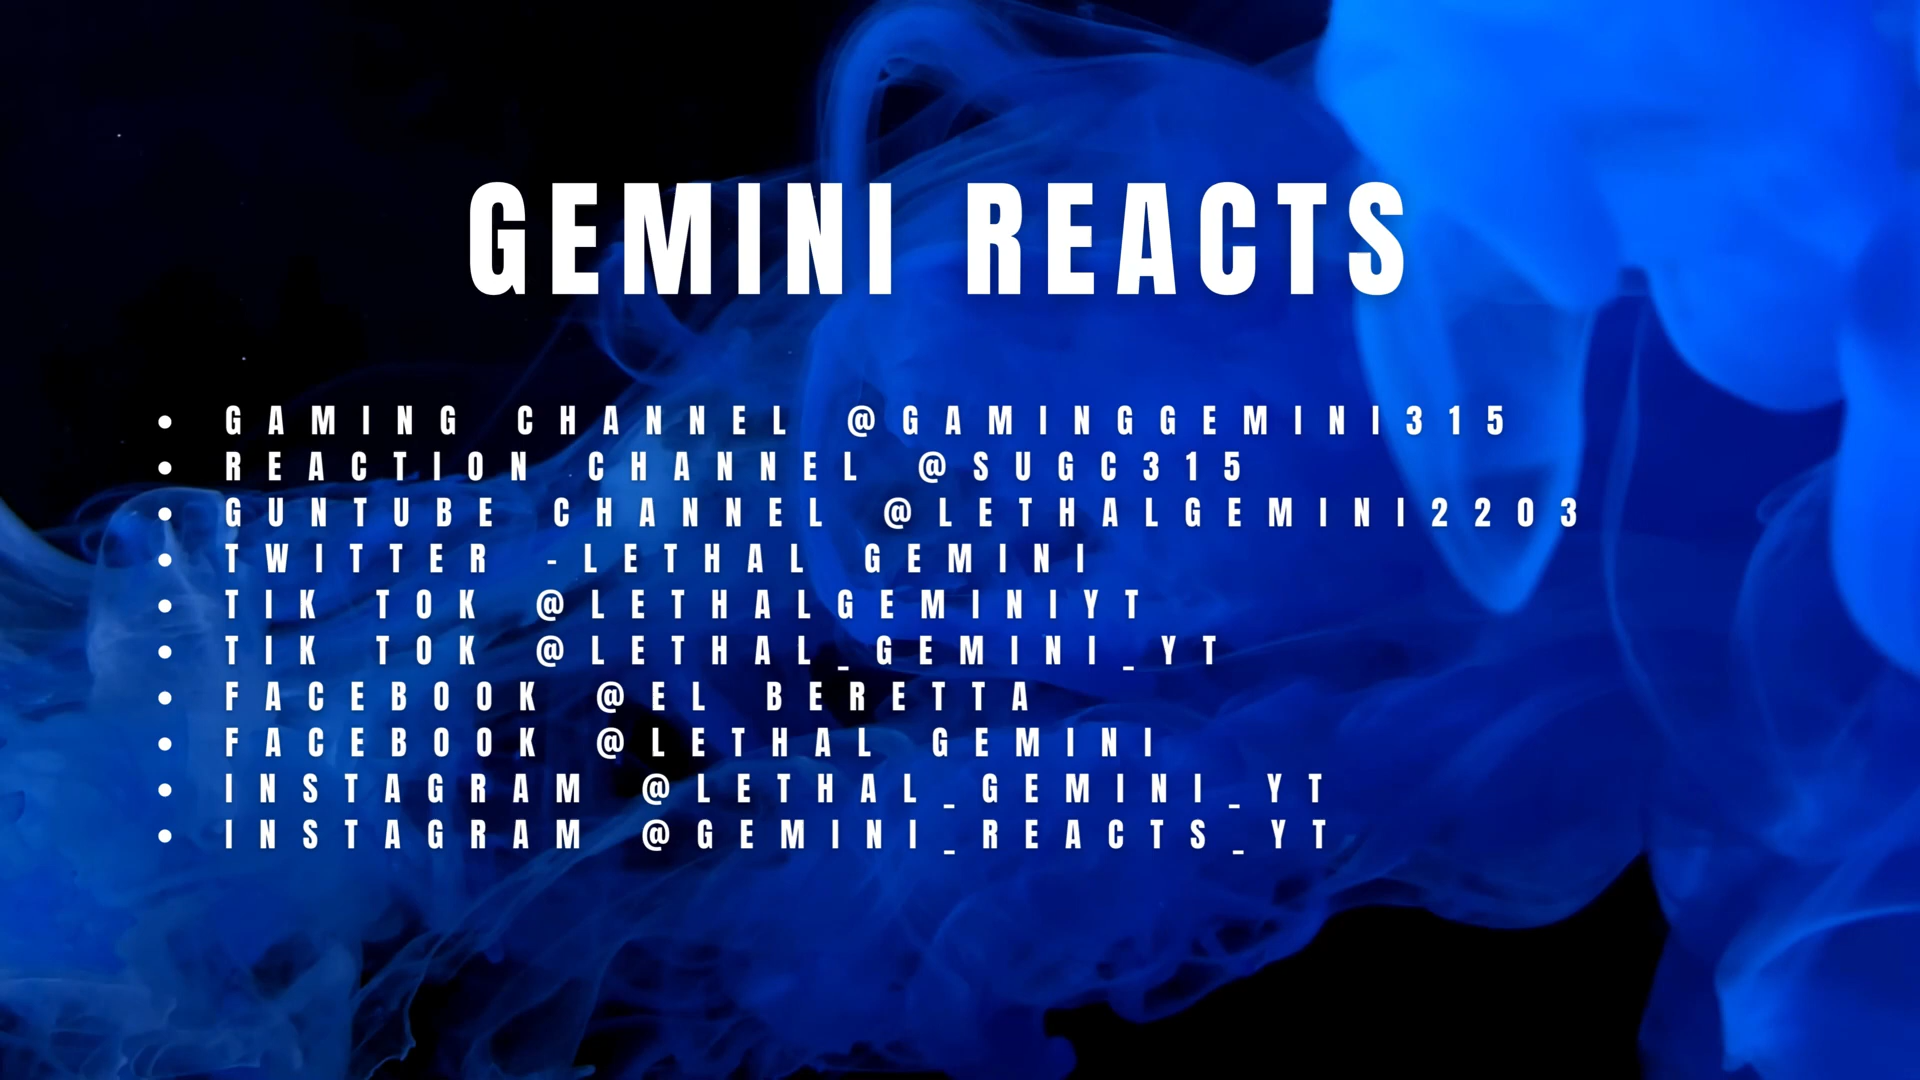 GEMINI REACTS
• GAMING CHANNEL @GAMINGGEMINI315
• REACTION CHANNEL @SUGC315
• GUNTUBE CHANNEL @LETHALGEMINI2203
• TWITTER -LETHAL GEMINI
• TIK TOK @LETHALGEMINIYT
• TIK TOK @LETHAL_GEMINI_YT
• FACEBOOK @EL BERETTA
• FACEBOOK @LETHAL GEMINI
• INSTAGRAM @LETHAL_GEMINI_YT
• INSTAGRAM @GEMINI_REACTS_YT